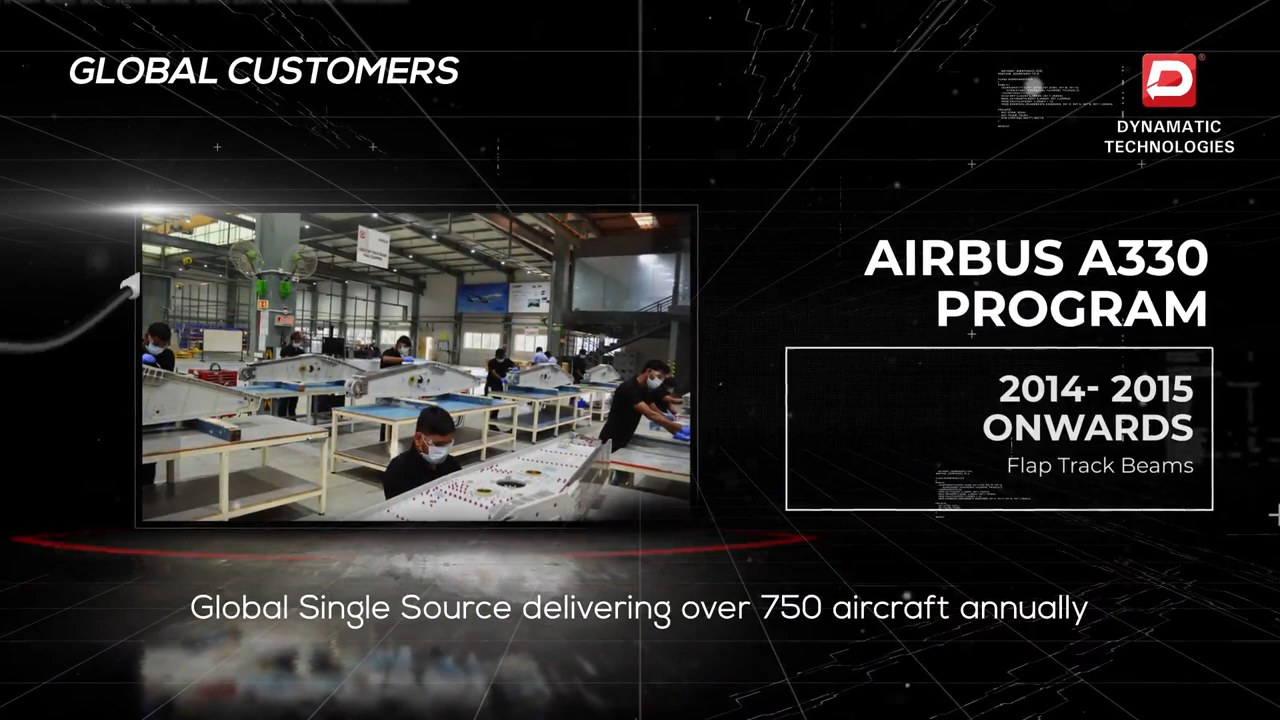 GLOBAL CUSTOMERS
DYNAMATIC
TECHNOLOGIES
AIRBUS A330
PROGRAM
2014- 2015
ONWARDS
Flap Track Beams
Global Single Source delivering over 750 aircraft annually